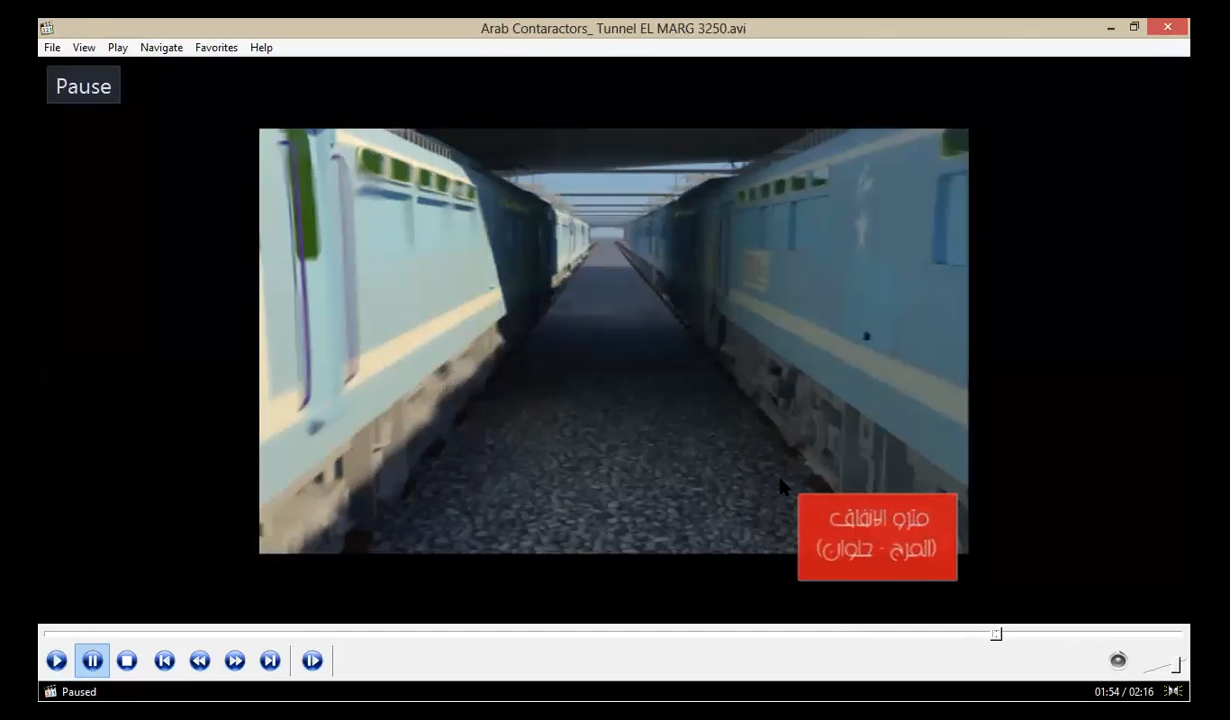 Arab Contaractors_ Tunnel EL MARG 3250.avi
File View Play Navigate Favorites Help
Pause
مترو الانفاق
(المرج - حلوان)
Paused
01:54 / 02:16